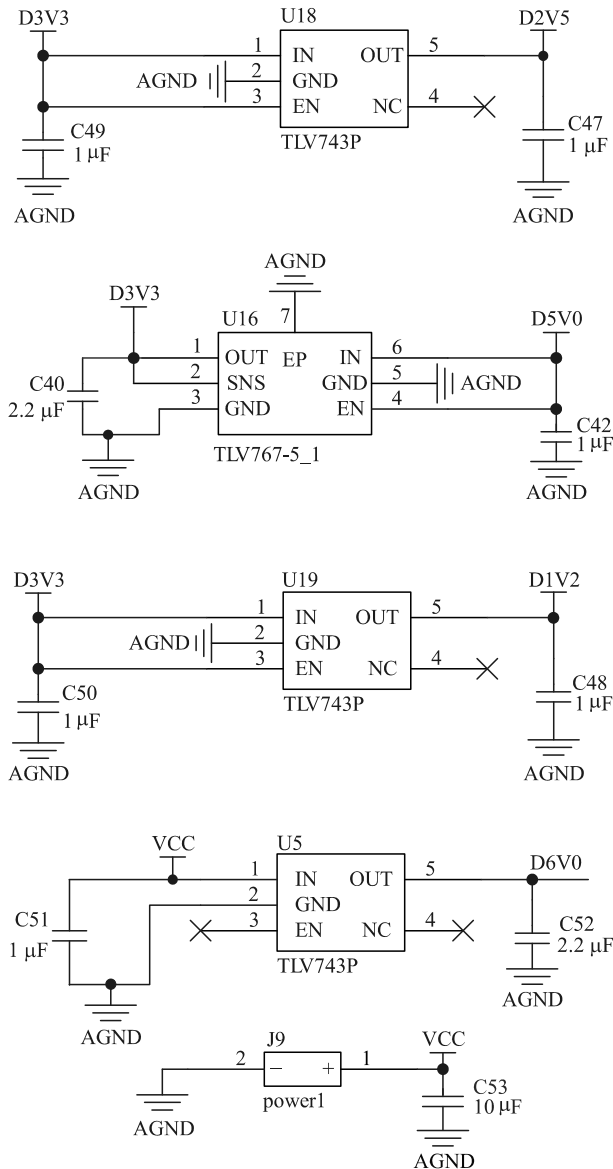 D3V3
U18
D2V5
1
IN
OUT
5
AGND
2
GND
3
EN
NC
4
C49
1 μF
TLV743P
C47
1 μF
AGND
AGND
AGND
D3V3
U16
7
D5V0
1
OUT
EP
IN
6
2
SNS
GND
5
AGND
3
GND
EN
4
C40
2.2 μF
C42
1 μF
TLV767-5_1
AGND
AGND
D3V3
U19
D1V2
1
IN
OUT
5
AGND
2
GND
3
EN
NC
4
C50
1 μF
TLV743P
C48
1 μF
AGND
AGND
VCC
U5
D6V0
1
IN
OUT
5
2
GND
3
EN
NC
4
C51
1 μF
C52
2.2 μF
TLV743P
AGND
AGND
J9
VCC
2
− +
1
power1
C53
10 μF
AGND
AGND